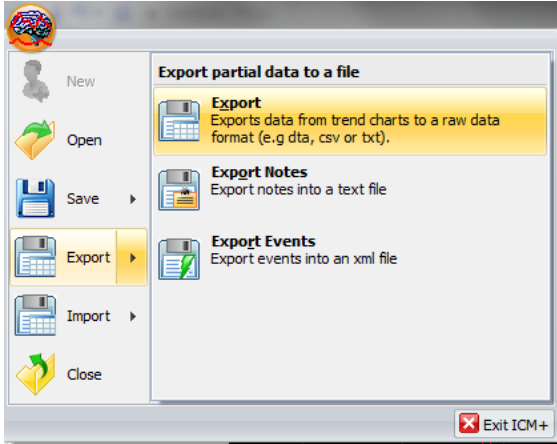 New
Open
Save
Export
Import
Close
Export partial data to a file
Export
Exports data from trend charts to a raw data
format (e.g dta, csv or txt).
Export Notes
Export notes into a text file
Export Events
Export events into an xml file
Exit ICM+